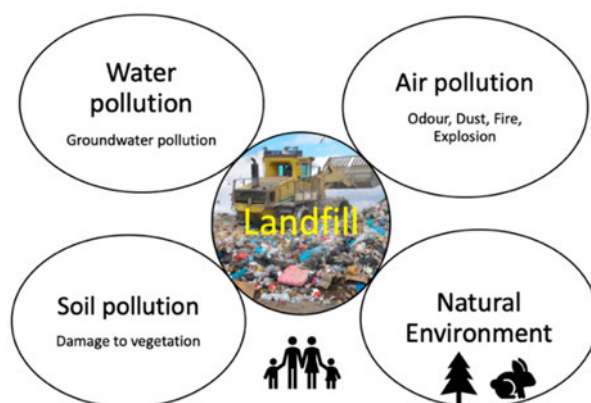 Water
pollution
Groundwater pollution
Air pollution
Odour, Dust, Fire,
Explosion
Landfill
Soil pollution
Damage to vegetation
Natural
Environment